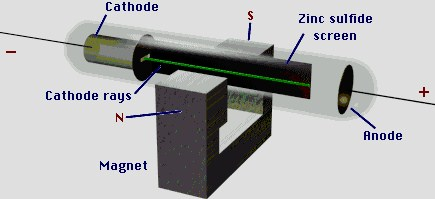 Cathode
S
Zinc sulfide
screen
−
Cathode rays
+
N
Anode
Magnet